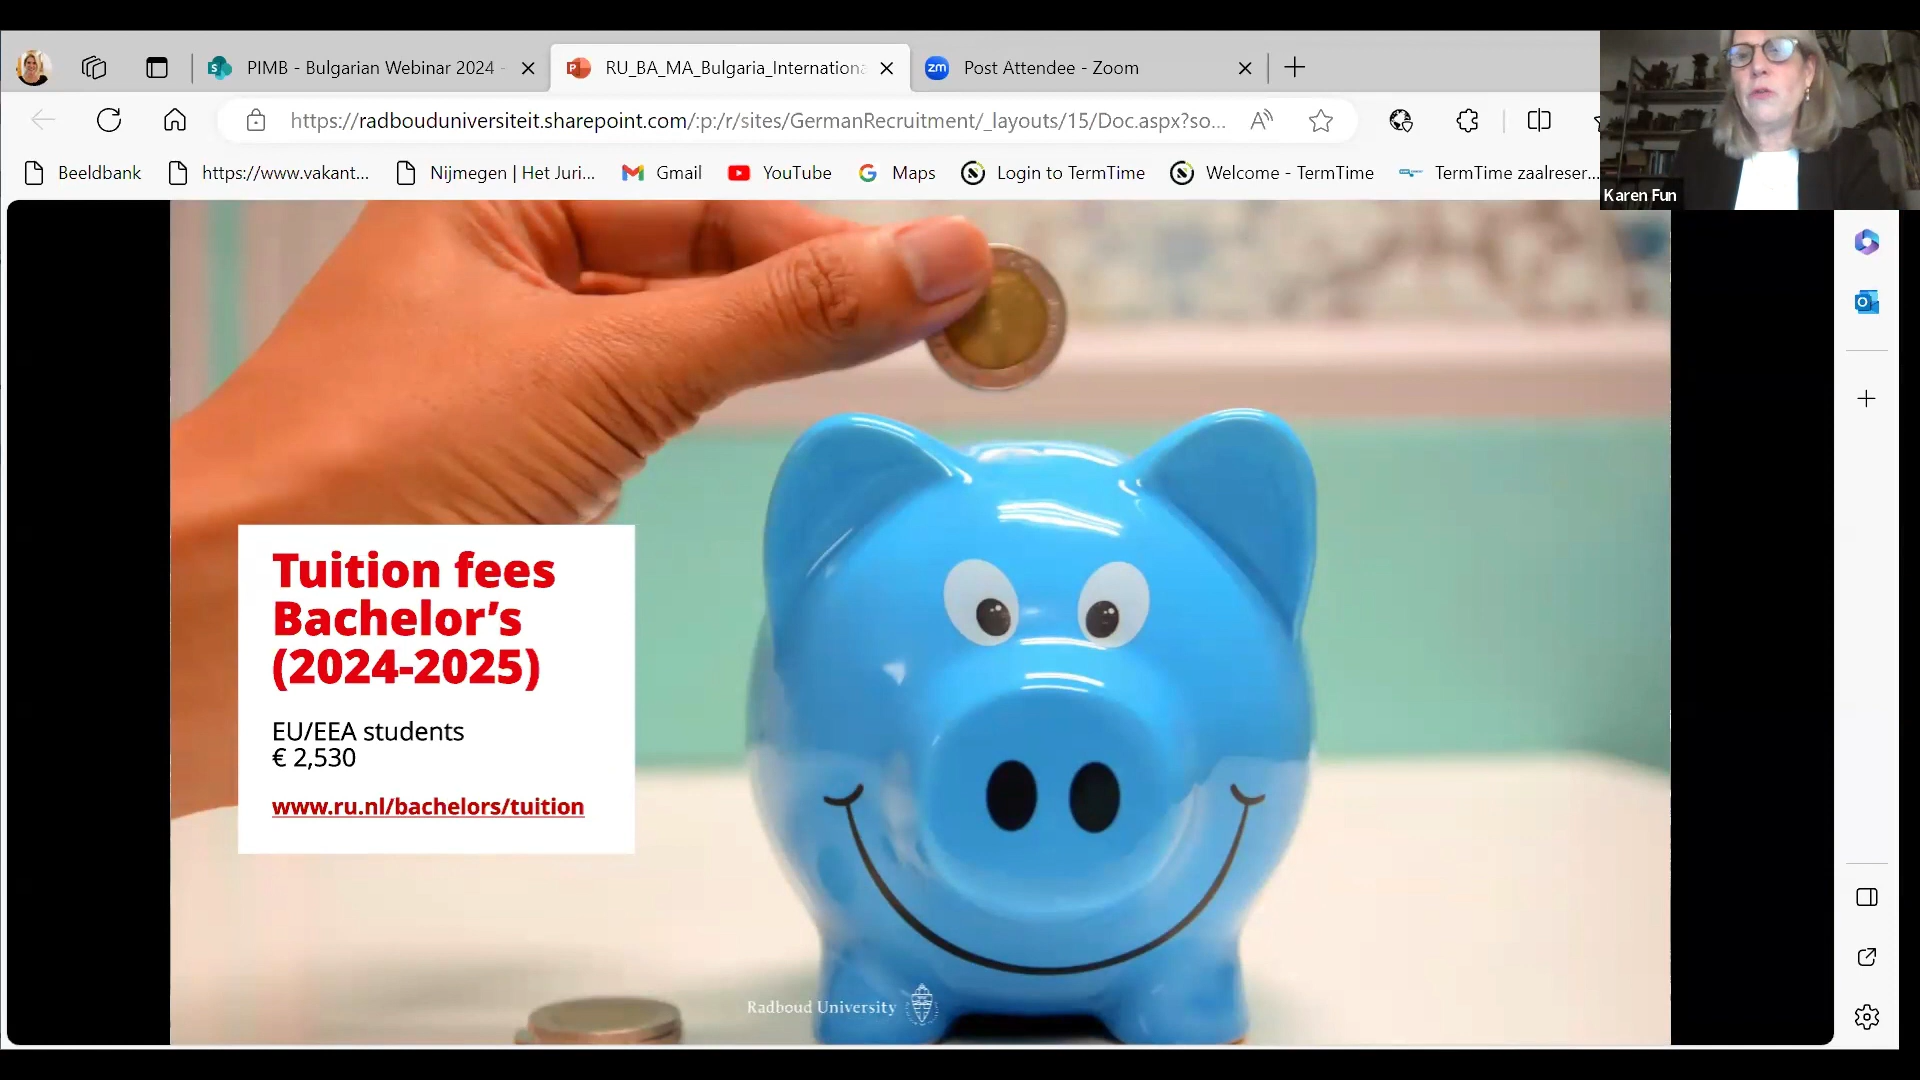 PIMB - Bulgarian Webinar 2024 -
RU_BA_MA_Bulgaria_Internationa
zm
Post Attendee - Zoom
https://radbouduniversiteit.sharepoint.com/:p:/r/sites/GermanRecruitment/_layouts/15/Doc.aspx?so...
Beeldbank
https://www.vakant...
Nijmegen | Het Juri...
Gmail
YouTube
Maps
Login to TermTime
Welcome - TermTime
TermTime zaalreser...
Karen Fun
Tuition fees
Bachelor's
(2024-2025)
EU/EEA students
€ 2,530
www.ru.nl/bachelors/tuition
Radboud University